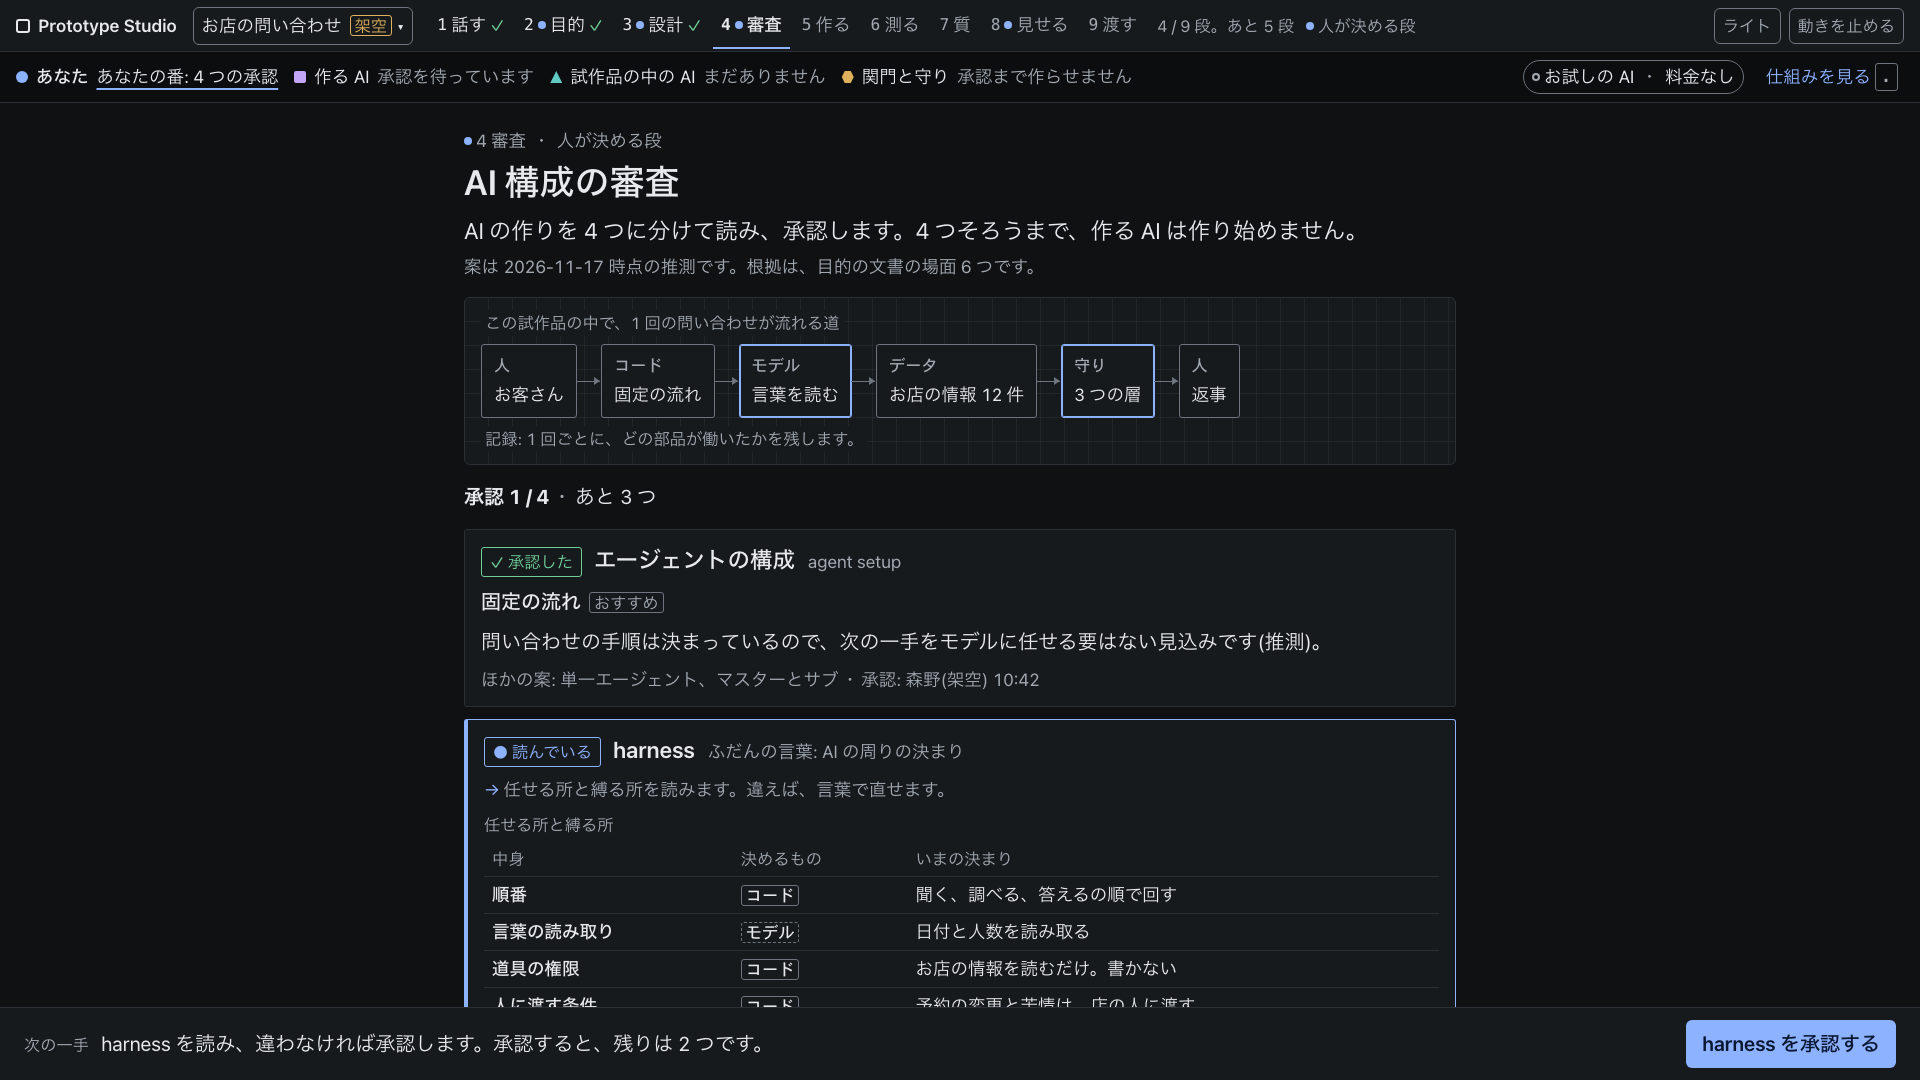 Prototype Studio お店の問い合わせ 架空 ▾ 1 話す ✓ 2 目的 ✓ 3 設計 ✓ 4 審査 5 作る 6 測る 7 質 8 見せる 9 渡す 4 / 9 段。あと 5 段 人が決める段 ライト 動きを止める
あなた あなたの番: 4 つの承認 作る AI 承認を待っています 試作品の中の AI まだありません 関門と守り 承認まで作らせません お試しの AI ・ 料金なし 仕組みを見る .
4 審査 ・ 人が決める段
AI 構成の審査
AI の作りを 4 つに分けて読み、承認します。4 つそろうまで、作る AI は作り始めません。
案は 2026-11-17 時点の推測です。根拠は、目的の文書の場面 6 つです。
この試作品の中で、1 回の問い合わせが流れる道
人 コード モデル データ 守り 人
お客さん 固定の流れ 言葉を読む お店の情報 12 件 3 つの層 返事
記録: 1 回ごとに、どの部品が働いたかを残します。
承認 1 / 4 ・ あと 3 つ
✓ 承認した エージェントの構成 agent setup
固定の流れ おすすめ
問い合わせの手順は決まっているので、次の一手をモデルに任せる要はない見込みです(推測)。
ほかの案: 単一エージェント、マスターとサブ ・ 承認: 森野(架空) 10:42
読んでいる harness ふだんの言葉: AI の周りの決まり
→ 任せる所と縛る所を読みます。違えば、言葉で直せます。
任せる所と縛る所
中身 決めるもの いまの決まり
順番 コード 聞く、調べる、答えるの順で回す
言葉の読み取り モデル 日付と人数を読み取る
道具の権限 コード お店の情報を読むだけ。書かない
人に渡す条件 コード 予約の変更と苦情は、店の人に渡す
次の一手 harness を読み、違わなければ承認します。承認すると、残りは 2 つです。 harness を承認する